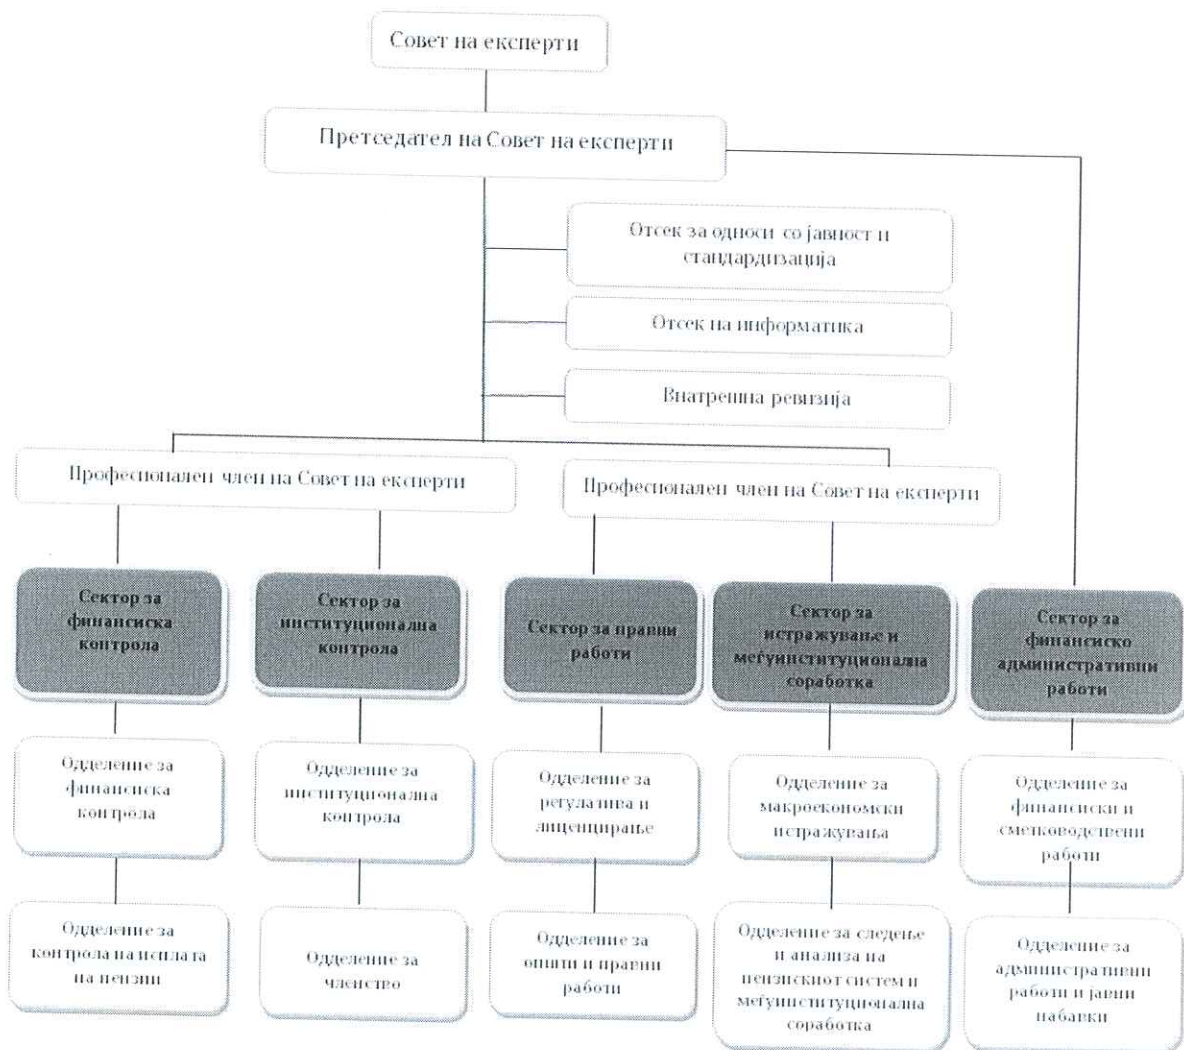 Совет на експерти
Претседател на Совет на експерти
Отсек за односи со јавност и
стандардизација
Отсек на информатика
Внатрешна ревизија
Професионален член на Совет на експерти
Професионален член на Совет на експерти
Сектор за
финансиска
контрола
Сектор за
институционална
контрола
Сектор за правни
работи
Сектор за
истражување и
меѓуинституционална
соработка
Сектор за
финансиско
административни
работи
Одделение за
финансиска
контрола
Одделение за
институционална
контрола
Одделение за
регулатива и
лиценцирање
Одделение за
макроекономски
истражувања
Одделение за
финансиски и
сметководствени
работи
Одделение за
контрола на исплата
на пензии
Одделение за
членство
Одделение за
општи и правни
работи
Одделение за следење
и анализа на
пензискиот систем и
меѓуинституционална
соработка
Одделение за
административни
работи и јавни
набавки